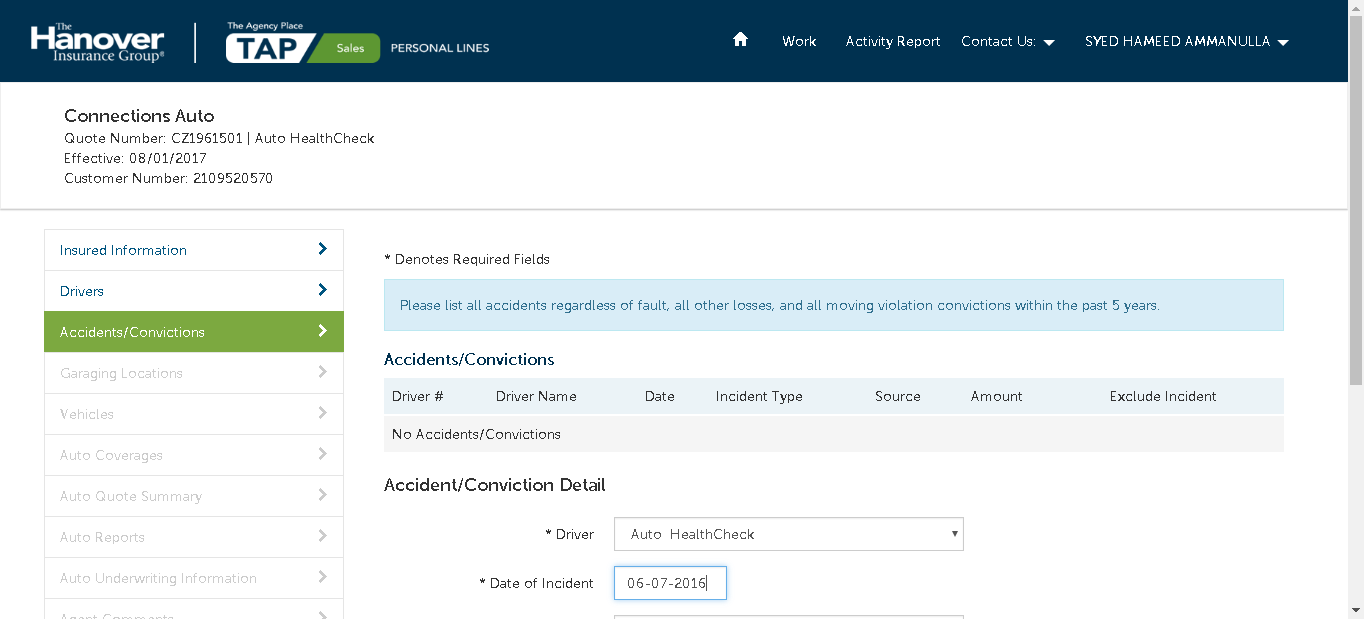 The
Hanover
Insurance Group®
The Agency Place
TAP Sales PERSONAL LINES
Work Activity Report Contact Us: SYED HAMEED AMMANULLA
Connections Auto
Quote Number: CZ1961501 | Auto HealthCheck
Effective: 08/01/2017
Customer Number: 2109520570
Insured Information
Drivers
Accidents/Convictions
Garaging Locations
Vehicles
Auto Coverages
Auto Quote Summary
Auto Reports
Auto Underwriting Information
Agent Comments
* Denotes Required Fields
Please list all accidents regardless of fault, all other losses, and all moving violation convictions within the past 5 years.
Accidents/Convictions
Driver # Driver Name Date Incident Type Source Amount Exclude Incident
No Accidents/Convictions
Accident/Conviction Detail
* Driver Auto HealthCheck
* Date of Incident 06-07-2016